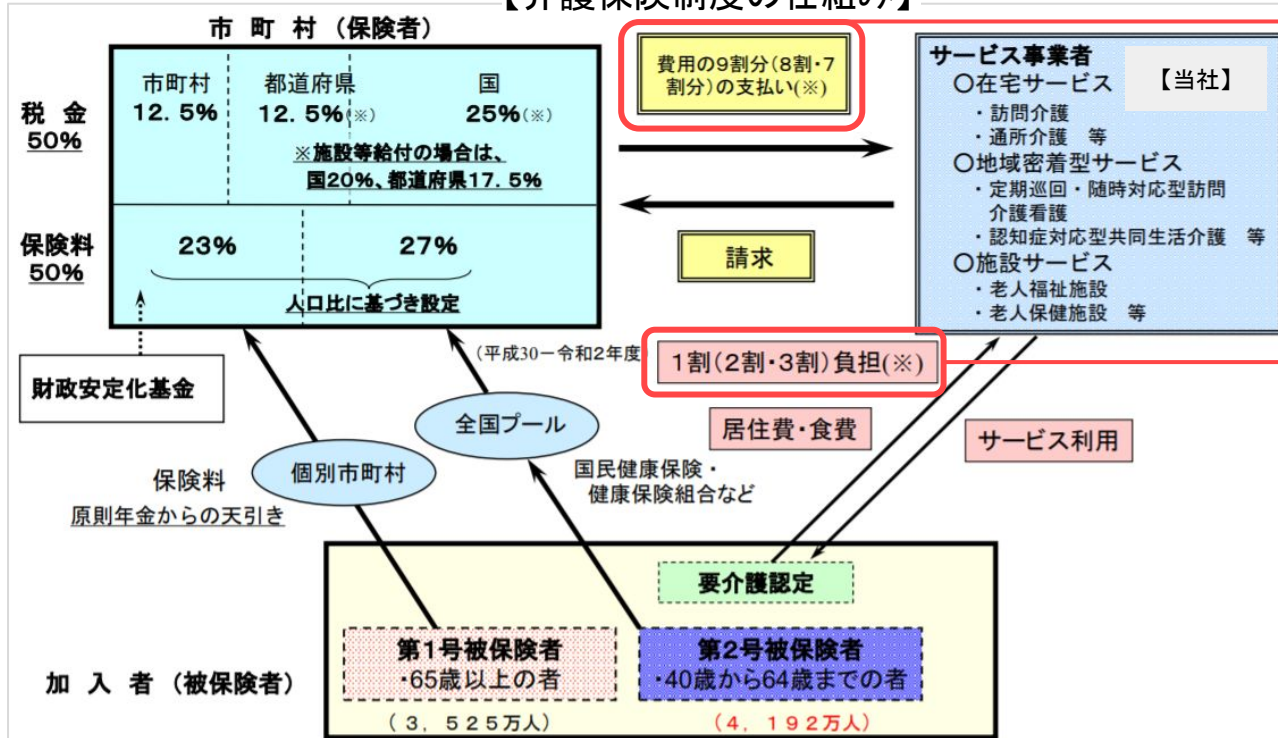 【介護保険制度の仕組み】
市 町 村 (保険者)
税 金
50%
市町村
12.5%
都道府県
12.5%(※)
国
25%(※)
※施設等給付の場合は、
国20%、都道府県17.5%
保険料
50%
23%
27%
人口比に基づき設定
財政安定化基金
(平成30-令和2年度)
費用の9割分(8割・7
割分)の支払い(※)
請求
サービス事業者
【当社】
〇在宅サービス
・訪問介護
・通所介護 等
〇地域密着型サービス
・定期巡回・随時対応型訪問
介護看護
・認知症対応型共同生活介護 等
〇施設サービス
・老人福祉施設
・老人保健施設 等
1割(2割・3割)負担(※)
居住費・食費
サービス利用
全国プール
個別市町村
保険料
原則年金からの天引き
国民健康保険・
健康保険組合など
要介護認定
加 入 者 (被保険者)
第1号被保険者
・65歳以上の者
(3,525万人)
第2号被保険者
・40歳から64歳までの者
(4,192万人)